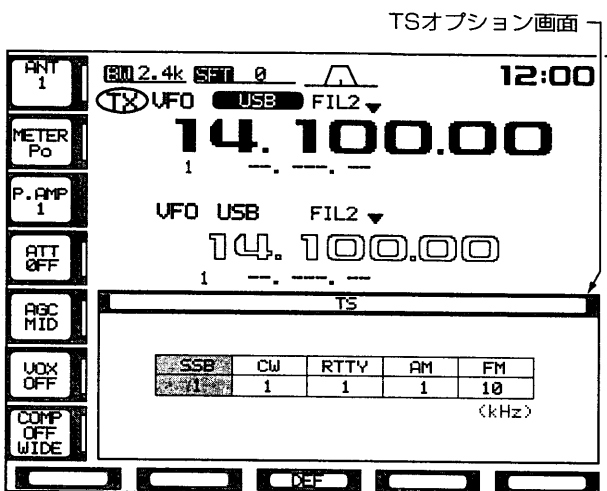 TSオプション画面
ANT
1
BW 2.4k SFT 0
12:00
TX VFO USB FIL2
METER
Po
14.100.00
1 --.---.--
P.AMP
1
VFO USB FIL2
ATT
OFF
14.100.00
1 --.---.--
AGC
MID
TS
VOX
OFF
SSB CW RTTY AM FM
1 1 1 1 10
(kHz)
COMP
OFF
WIDE
DEF